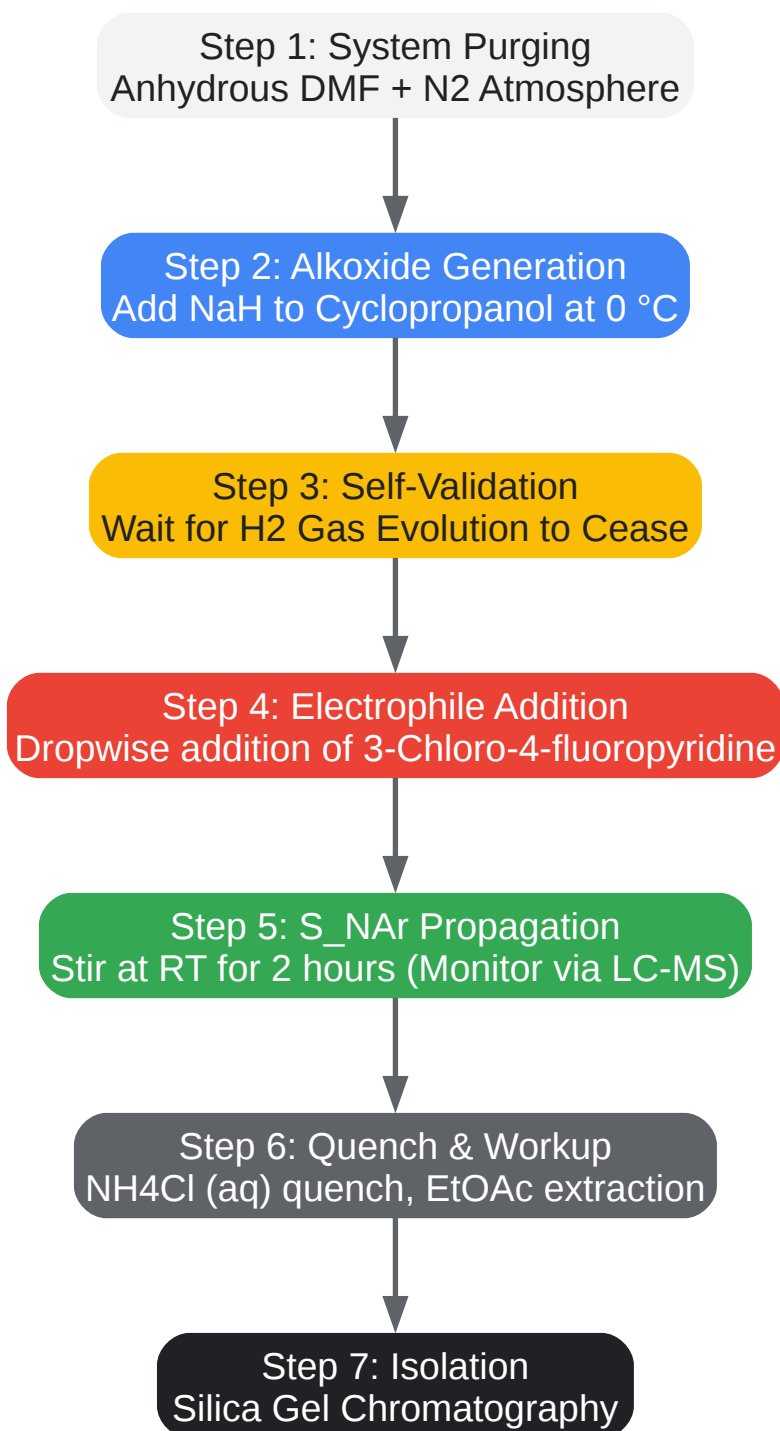 Step 1: System Purging
Anhydrous DMF + N2 Atmosphere
Step 2: Alkoxide Generation
Add NaH to Cyclopropanol at 0 °C
Step 3: Self-Validation
Wait for H2 Gas Evolution to Cease
Step 4: Electrophile Addition
Dropwise addition of 3-Chloro-4-fluoropyridine
Step 5: S_NAr Propagation
Stir at RT for 2 hours (Monitor via LC-MS)
Step 6: Quench & Workup
NH4Cl (aq) quench, EtOAc extraction
Step 7: Isolation
Silica Gel Chromatography